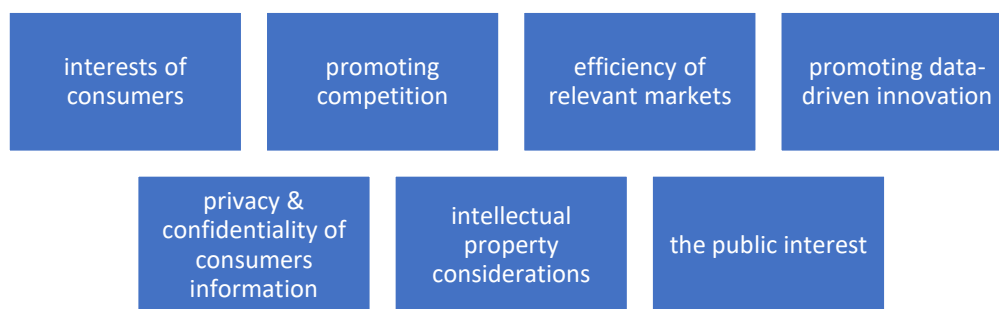 interests of
consumers
promoting
competition
efficiency of
relevant markets
promoting data-
driven innovation
privacy &
confidentiality of
consumers
information
intellectual
property
considerations
the public interest